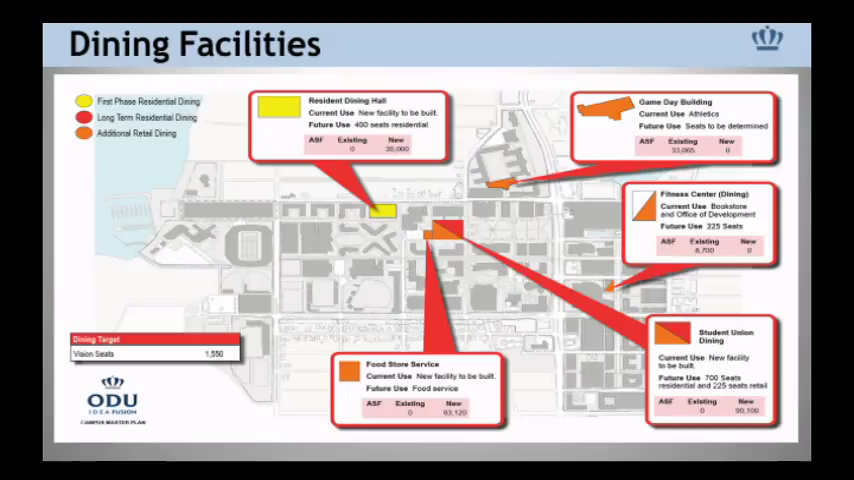 Dining Facilities
First Phase Residential Dining
Long Term Residential Dining
Additional Retail Dining
Resident Dining Hall
Current Use New facility to be built.
Future Use 400 seats residential
ASF Existing New
0
Game Day Building
Current Use Athletics
Future Use Seats to be determined
ASF Existing New
33,065 0
Fitness Center (Dining)
Current Use Bookstore
and Office of Development
Future Use 225 Seats
ASF Existing New
0
Dining Target
Vision Seats 1,550
ODU
IDEA FUSION
CAMPUS MASTER PLAN
Food Store Service
Current Use New facility to be built.
Future Use Food service
ASF Existing New
0 63,120
Student Union
Dining
Current Use New facility
to be built.
Future Use 700 Seats
residential and 225 seats retail
ASF Existing New
0 90,100